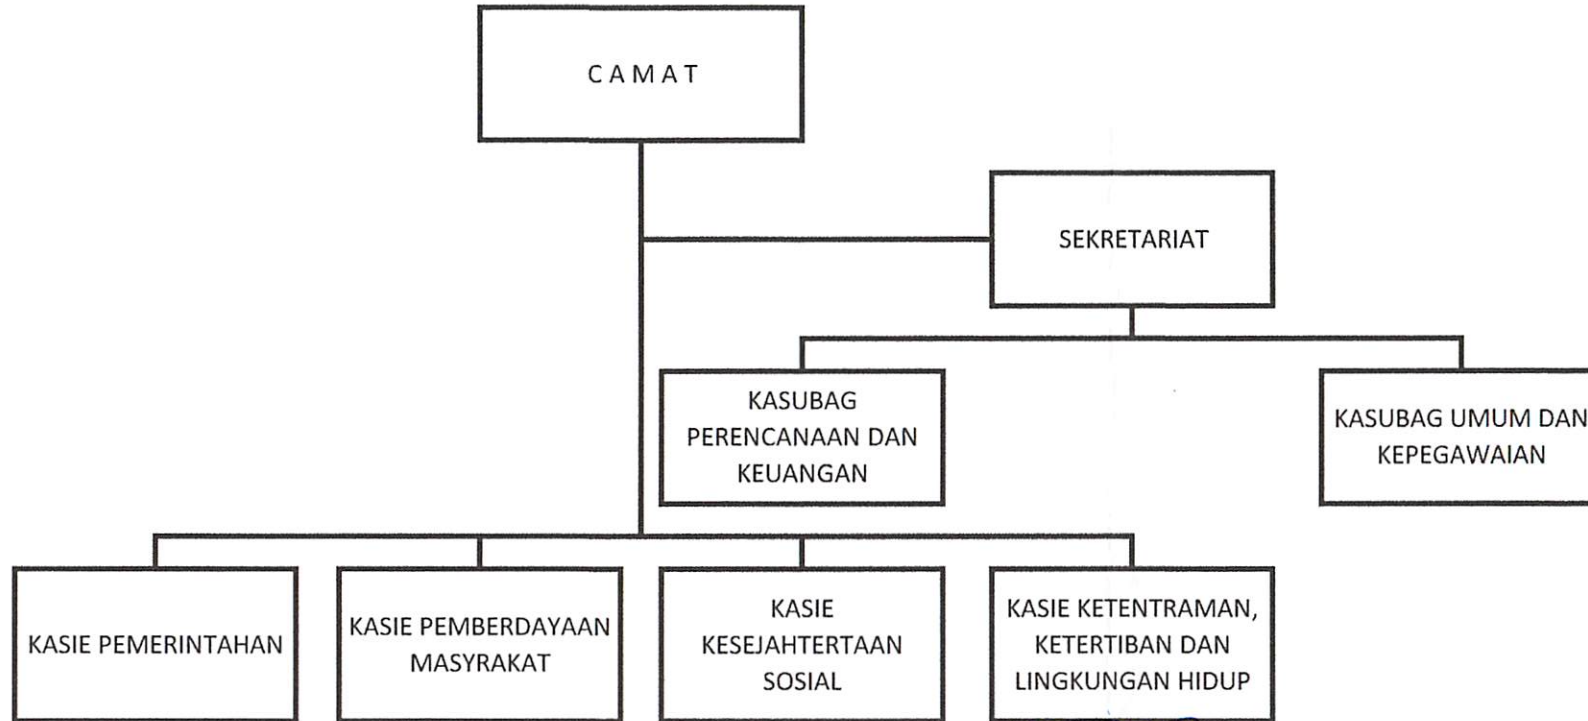 C A M A T
SEKRETARIAT
KASUBAG
PERENCANAAN DAN
KEUANGAN
KASUBAG UMUM DAN
KEPEGAWAIAN
KASIE PEMERINTAHAN
KASIE PEMBERDAYAAN
MASYRAKAT
KASIE
KESEJAHTERTAAN
SOSIAL
KASIE KETENTRAMAN,
KETERTIBAN DAN
LINGKUNGAN HIDUP